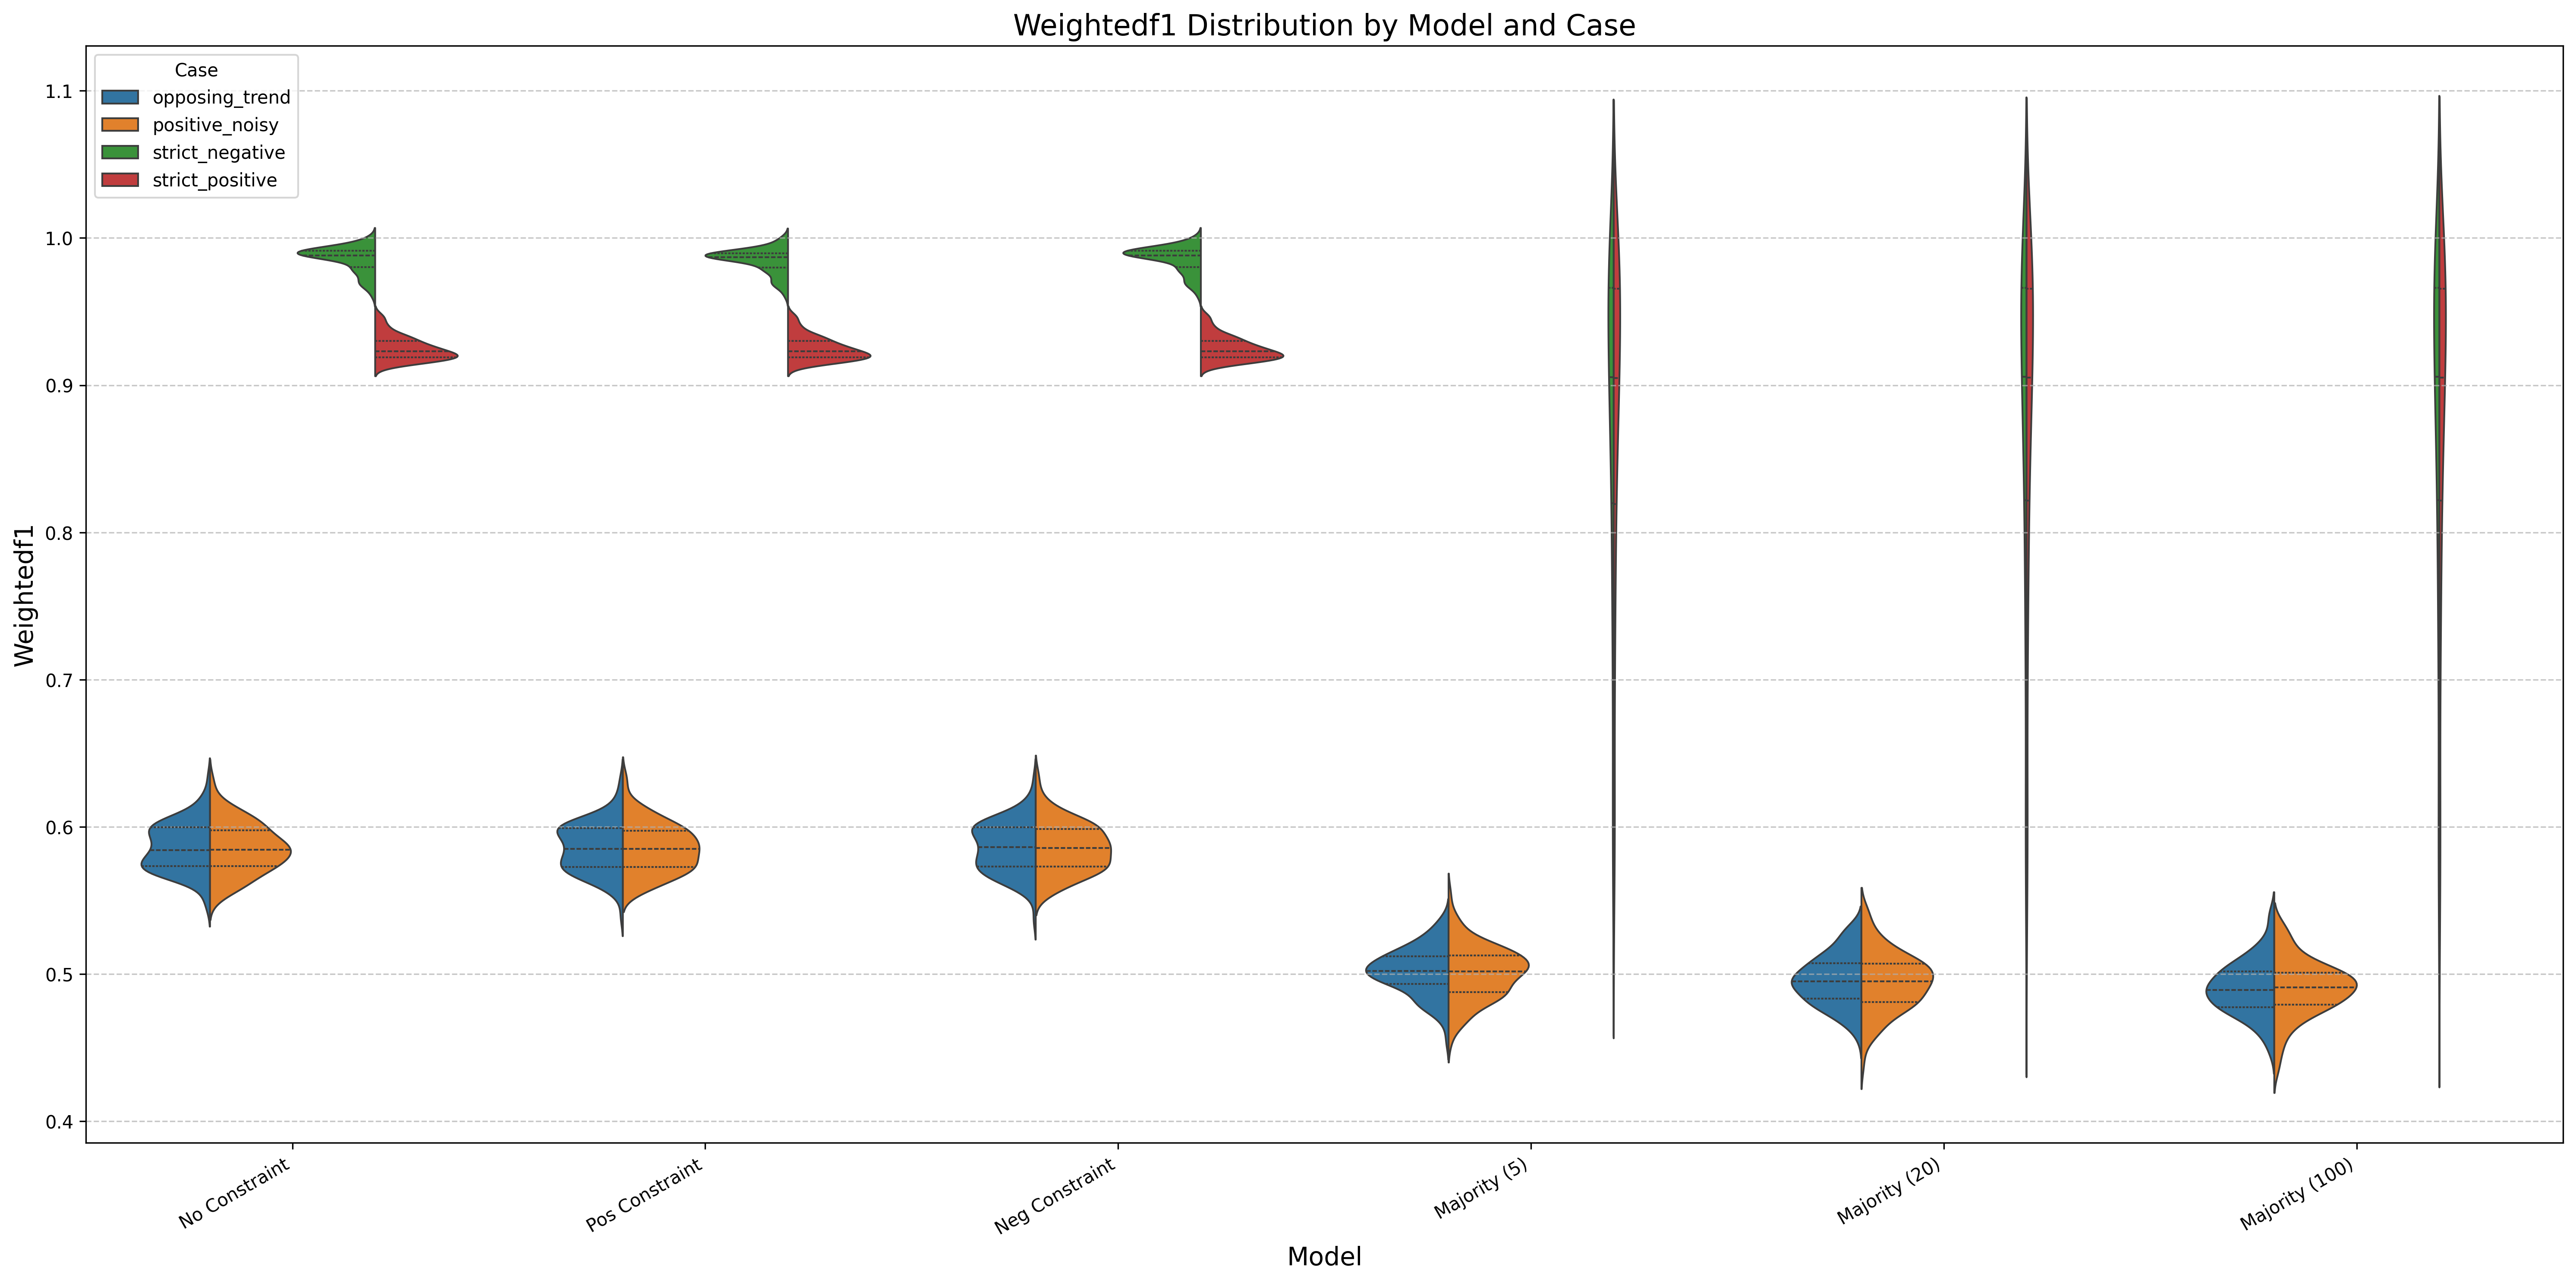 Weightedf1 Distribution by Model and Case
Case
opposing_trend
positive_noisy
strict_negative
strict_positive
1.1
1.0
0.9
0.8
0.7
0.6
0.5
0.4
Weightedf1
No Constraint
Pos Constraint
Neg Constraint
Majority (5)
Majority (20)
Majority (100)
Model